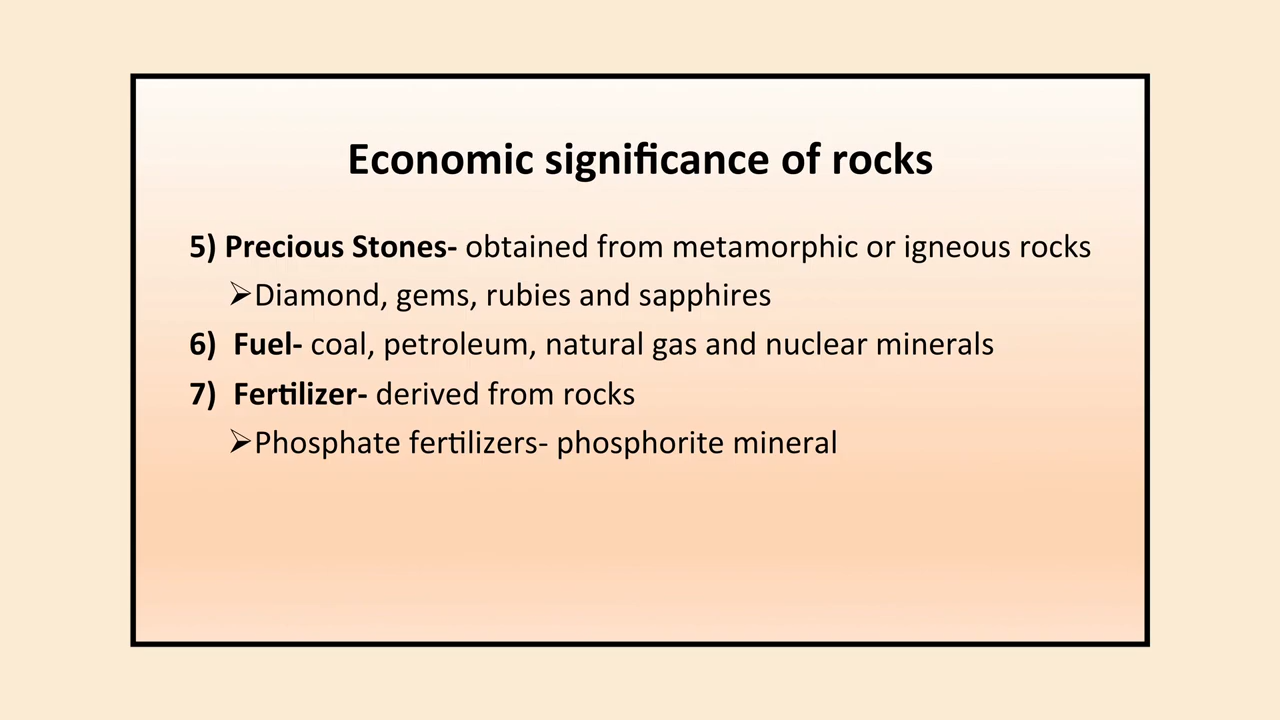 Economic significance of rocks
5) Precious Stones- obtained from metamorphic or igneous rocks
➢Diamond, gems, rubies and sapphires
6) Fuel- coal, petroleum, natural gas and nuclear minerals
7) Fertilizer- derived from rocks
➢Phosphate fertilizers- phosphorite mineral